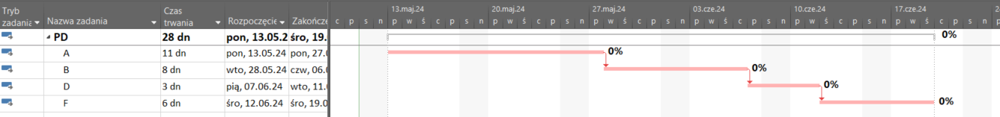 Tryb zadania Nazwa zadania Czas trwania Rozpoczęcie Zakończe
13.maj.24 20.maj.24 27.maj.24 03.cze.24 10.cze.24 17.cze.24 2
c p s n p w ś c p s n p w ś c p s n p w ś c p s n p w ś c p s n p w ś c p s n p w ś c p s n p
PD 28 dn pon, 13.05.2 śro, 19. 0%
A 11 dn pon, 13.05.24 pon, 27.0 0%
B 8 dn wto, 28.05.24 czw, 06.0 0%
D 3 dn pią, 07.06.24 wto, 11.0 0%
F 6 dn śro, 12.06.24 śro, 19.0 0%